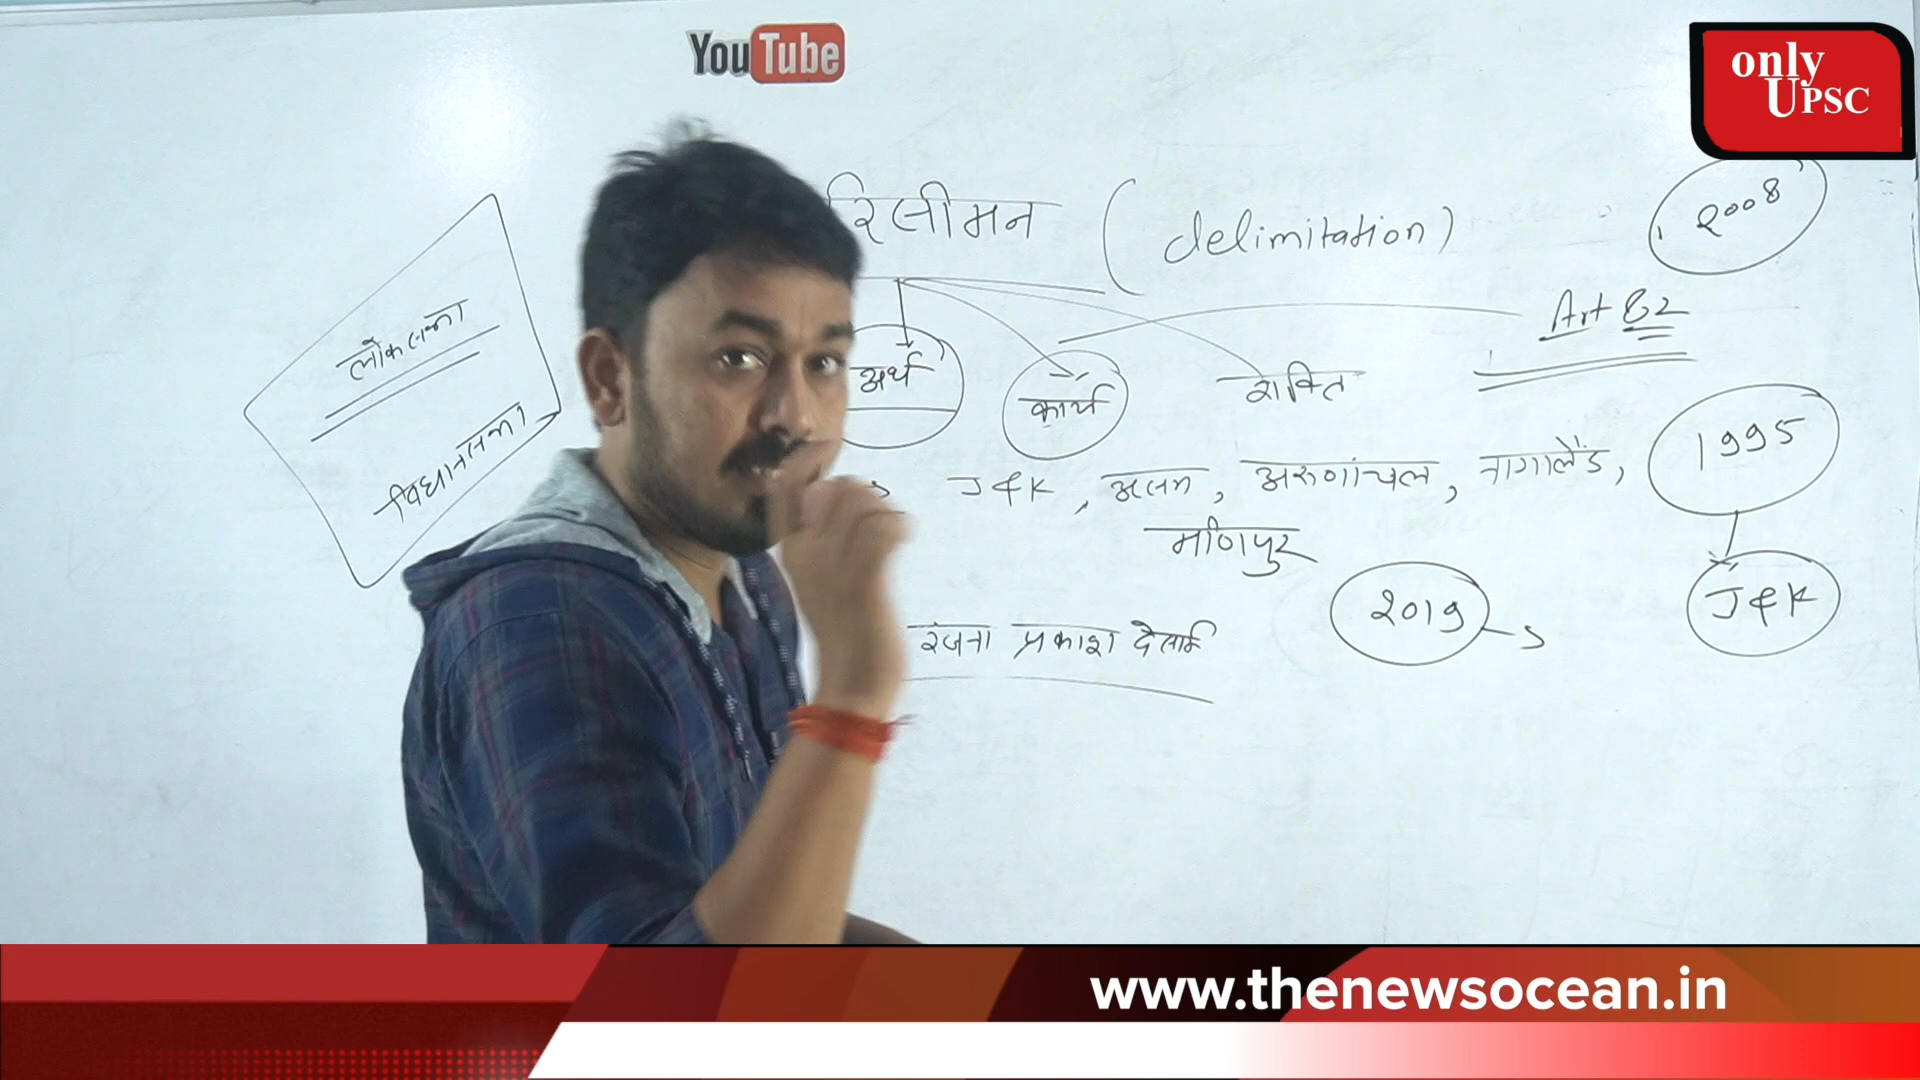 YouTube
only
UPSC
रिसीमन (delimitation)
2008
Art 82
लोकसभा
विधानसभा
अर्थ
कार्य
शक्ति
1995
J&K, असम, अरुणांचल, नागालैंड,
मणिपुर
2019
J&K
रंजना प्रकाश देसाई
www.thenewsocean.in